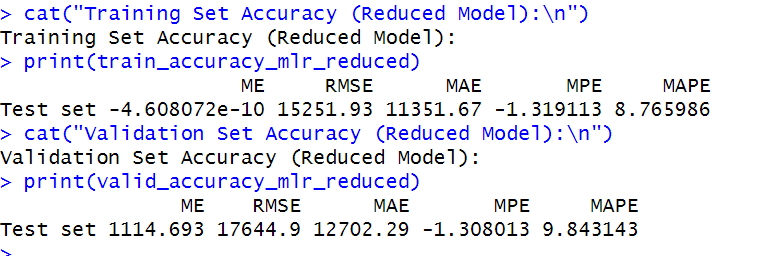 > cat("Training Set Accuracy (Reduced Model):\n")
Training Set Accuracy (Reduced Model):
> print(train_accuracy_mlr_reduced)
                    ME     RMSE      MAE       MPE     MAPE
Test set -4.608072e-10 15251.93 11351.67 -1.319113 8.765986
> cat("Validation Set Accuracy (Reduced Model):\n")
Validation Set Accuracy (Reduced Model):
> print(valid_accuracy_mlr_reduced)
               ME    RMSE      MAE       MPE     MAPE
Test set 1114.693 17644.9 12702.29 -1.308013 9.843143
>